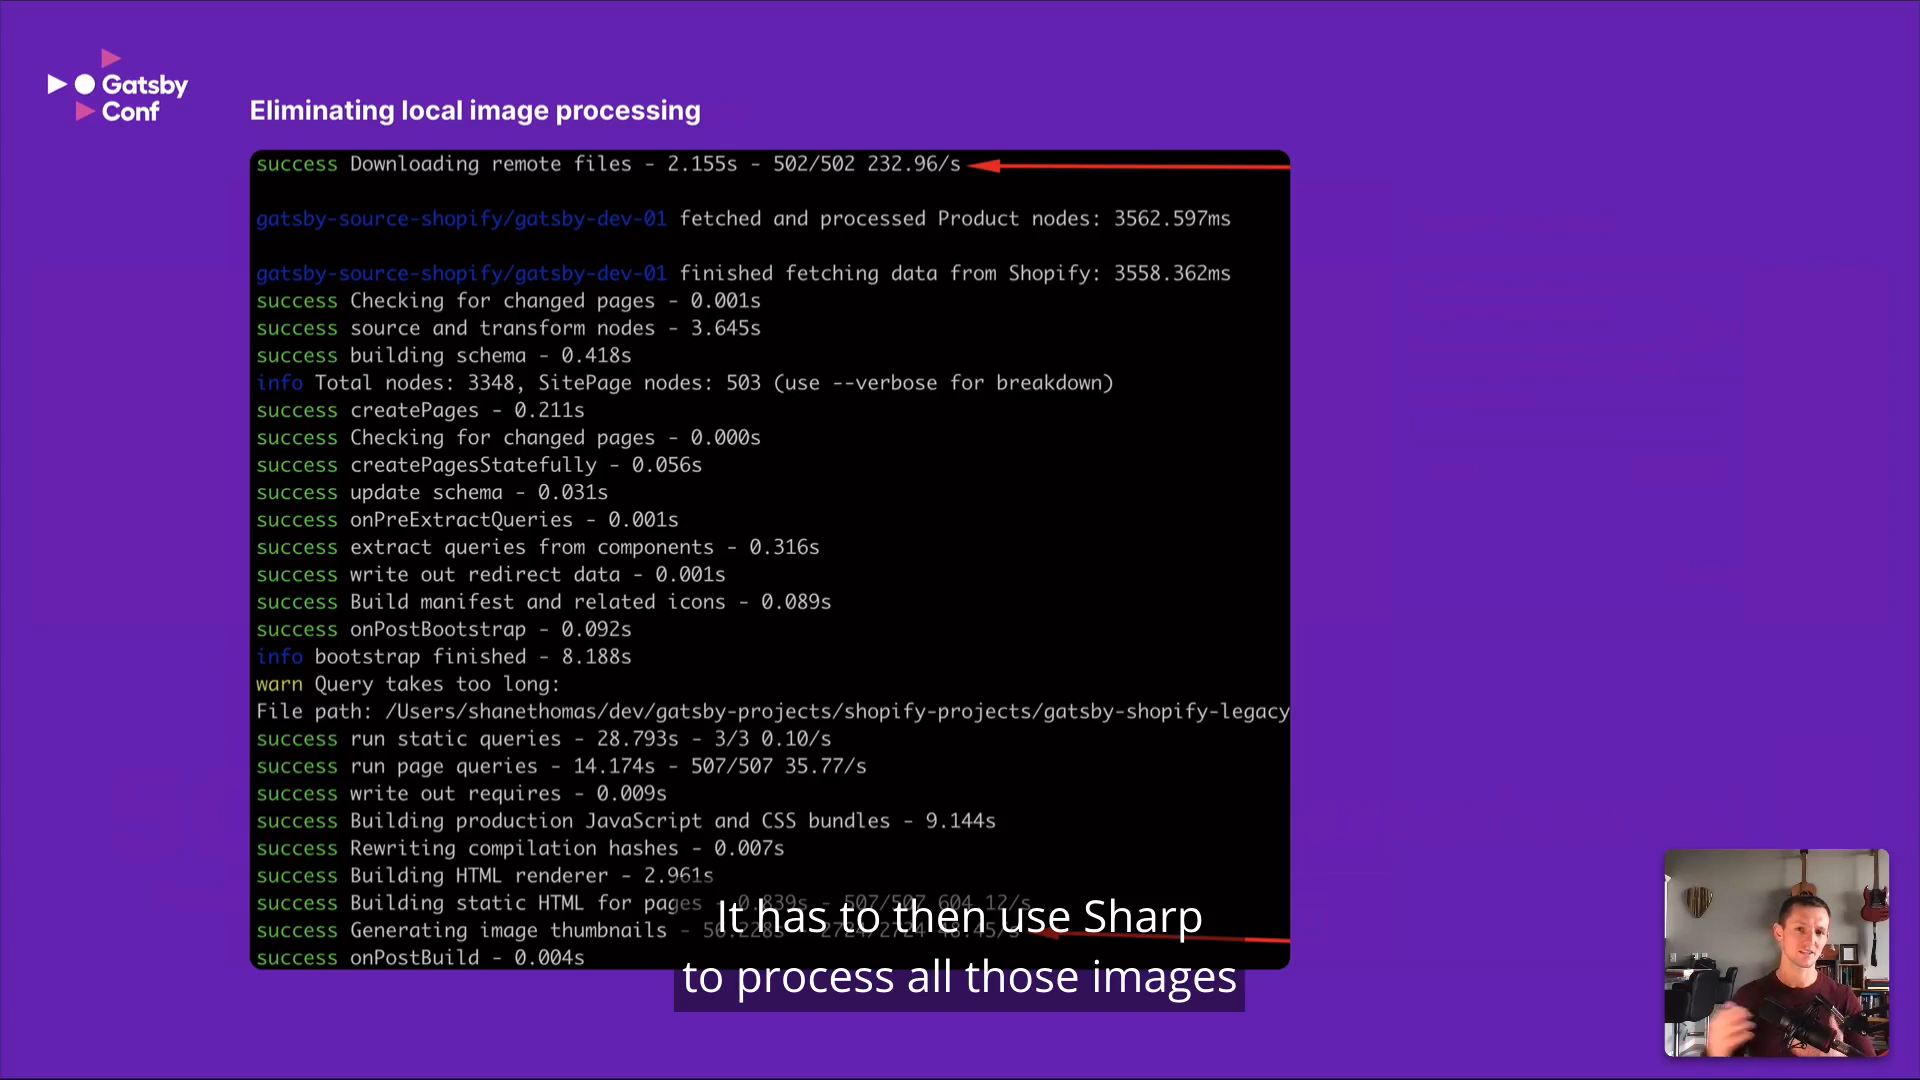 Gatsby
Conf
Eliminating local image processing
success Downloading remote files - 2.155s - 502/502 232.96/s
gatsby-source-shopify/gatsby-dev-01 fetched and processed Product nodes: 3562.597ms
gatsby-source-shopify/gatsby-dev-01 finished fetching data from Shopify: 3558.362ms
success Checking for changed pages - 0.001s
success source and transform nodes - 3.645s
success building schema - 0.418s
info Total nodes: 3348, SitePage nodes: 503 (use --verbose for breakdown)
success createPages - 0.211s
success Checking for changed pages - 0.000s
success createPagesStatefully - 0.056s
success update schema - 0.031s
success onPreExtractQueries - 0.001s
success extract queries from components - 0.316s
success write out redirect data - 0.001s
success Build manifest and related icons - 0.089s
success onPostBootstrap - 0.092s
info bootstrap finished - 8.188s
warn Query takes too long:
File path: /Users/shanethomas/dev/gatsby-projects/shopify-projects/gatsby-shopify-legacy
success run static queries - 28.793s - 3/3 0.10/s
success run page queries - 14.174s - 507/507 35.77/s
success write out requires - 0.009s
success Building production JavaScript and CSS bundles - 9.144s
success Rewriting compilation hashes - 0.007s
success Building HTML renderer - 2.961s
success Building static HTML for pages - 0.839s - 507/507 604.12/s
success Generating image thumbnails -
success onPostBuild - 0.004s
It has to then use Sharp
to process all those images